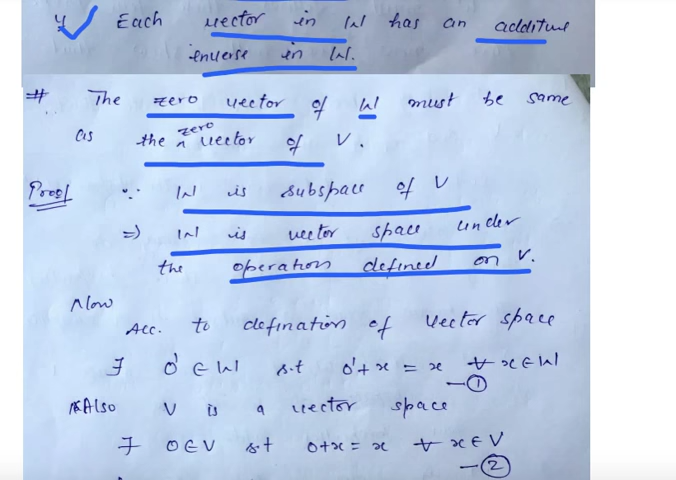 4 Each vector in W has an additive
inverse in W.
# The zero vector of W must be same
as the ^ zero vector of V.
Proof ∵ W is subspace of V
⇒ W is vector space under
the operation defined on V.
Now
Acc. to defination of vector space
∃ 0' ∈ W s.t 0'+x = x ∀ x ∈ W
—①
Also V is a vector space
∃ 0 ∈ V s.t 0+x = x ∀ x ∈ V
—②